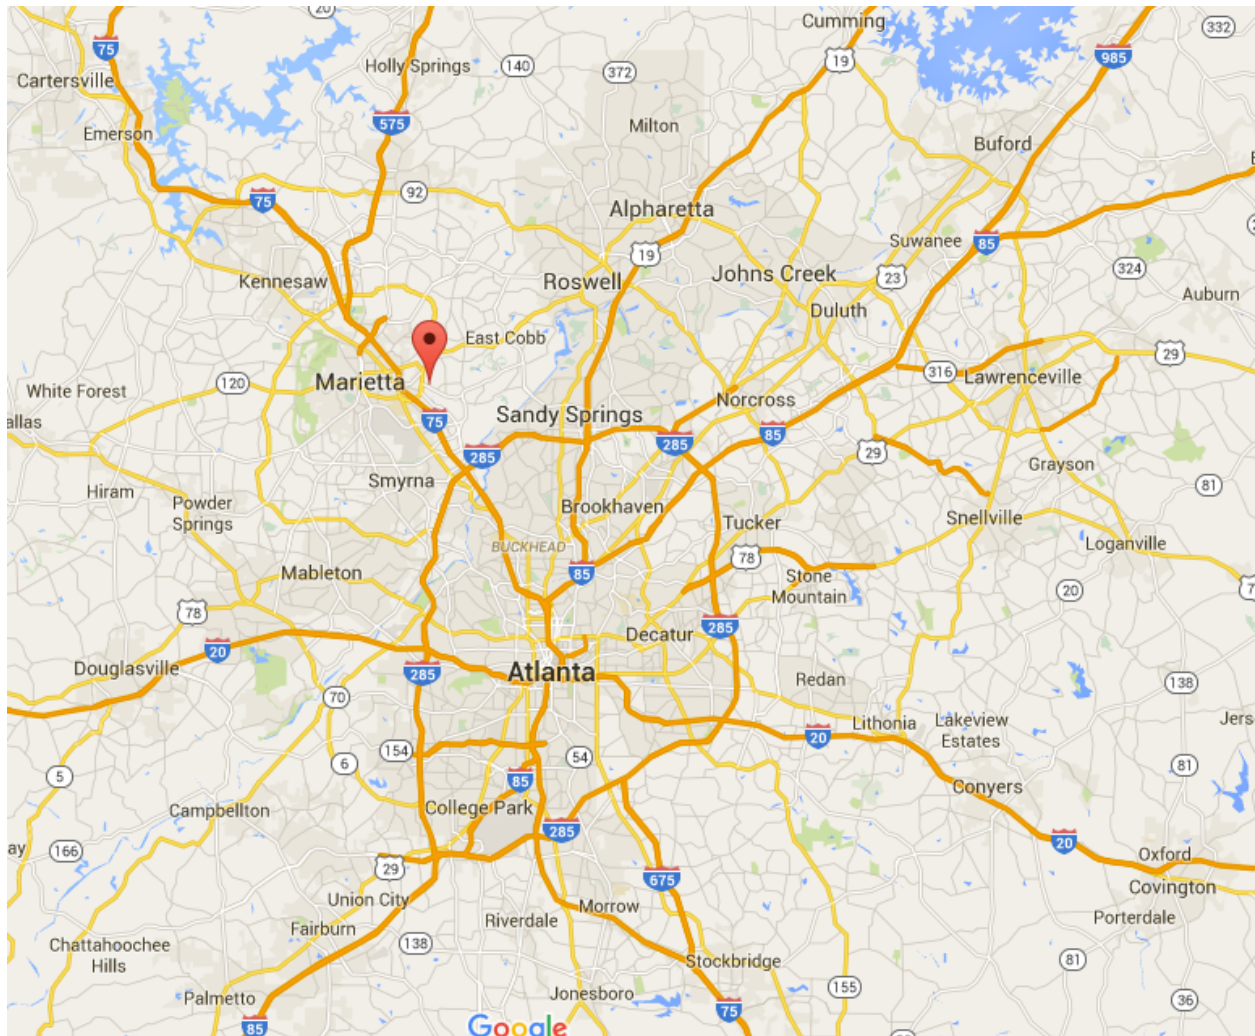 20
Cumming
332
75
19
985
Cartersville
Holly Springs
140
372
Emerson
575
Milton
Buford
92
75
Alpharetta
Suwanee
85
19
Kennesaw
Roswell
Johns Creek
23
324
Auburn
Duluth
East Cobb
29
White Forest
120
Marietta
316
Lawrenceville
Norcross
allas
75
Sandy Springs
85
285
285
29
Grayson
Smyrna
81
Hiram
Powder
Springs
Brookhaven
Tucker
Snellville
Loganville
BUCKHEAD
78
85
Mableton
Stone
Mountain
20
78
285
Decatur
20
Douglasville
285
Atlanta
Redan
138
70
Lithonia
Lakeview
Estates
Jers
20
154
54
6
81
5
85
Conyers
Campbellton
College Park
285
20
ay
166
Oxford
29
675
Covington
Union City
Morrow
Porterdale
Riverdale
Fairburn
138
Chattahoochee
Hills
81
Stockbridge
155
Palmetto
Jonesboro
36
75
85
Google